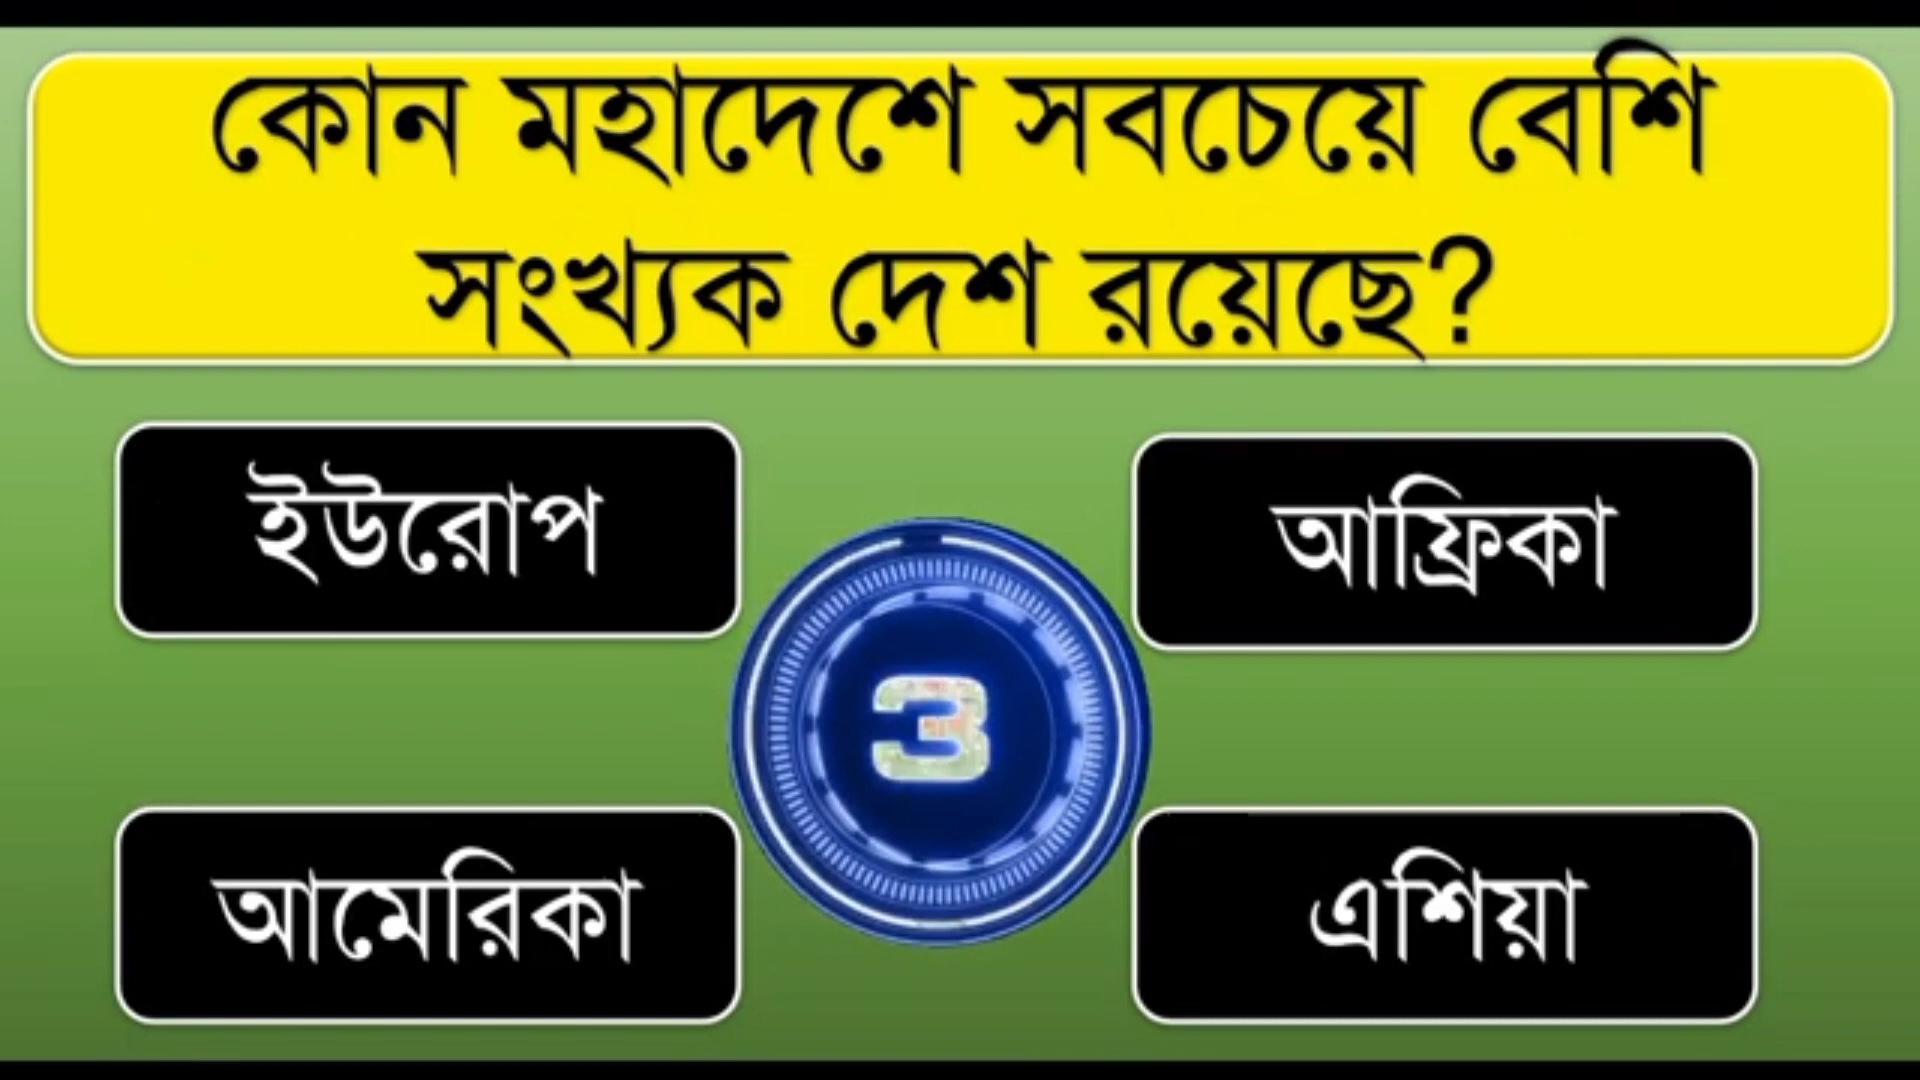 কোন মহাদেশে সবচেয়ে বেশি
সংখ্যক দেশ রয়েছে?
ইউরোপ
আফ্রিকা
3
আমেরিকা
এশিয়া